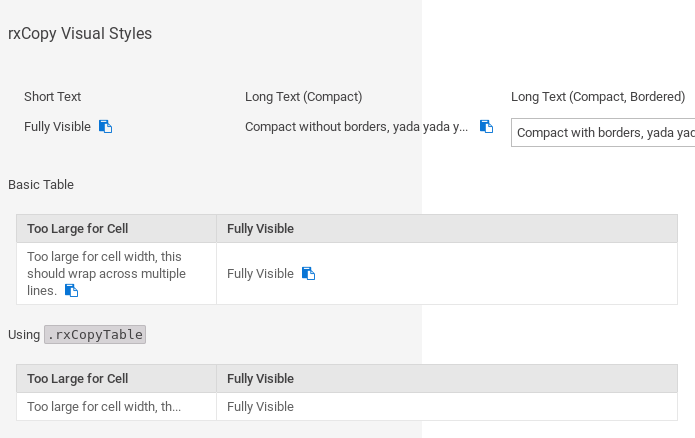 rxCopy Visual Styles
Short Text
Long Text (Compact)
Long Text (Compact, Bordered)
Fully Visible
Compact without borders, yada yada y...
Compact with borders, yada yad
Basic Table
Too Large for Cell
Fully Visible
Too large for cell width, this
should wrap across multiple
lines.
Fully Visible
Using .rxCopyTable
Too Large for Cell
Fully Visible
Too large for cell width, th...
Fully Visible